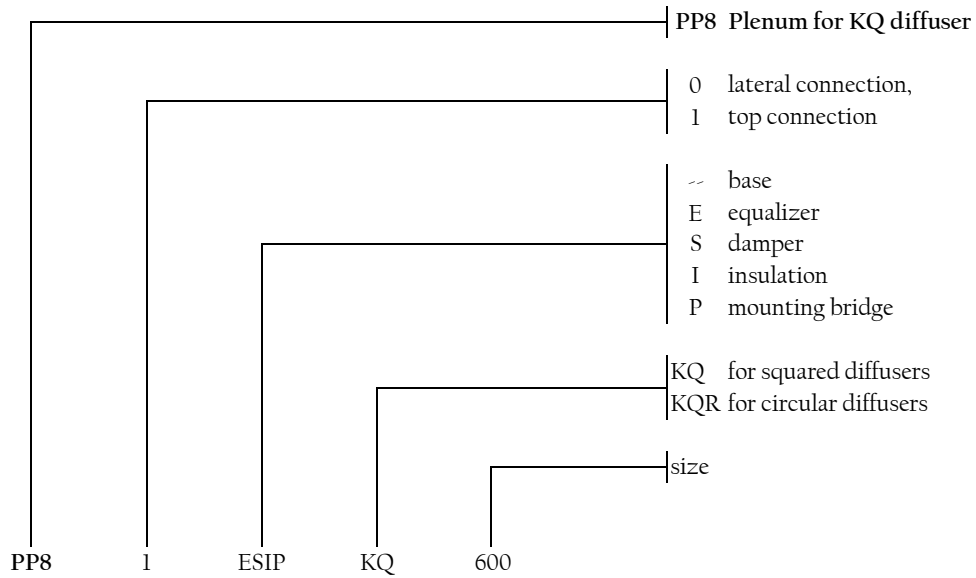 PP8 Plenum for KQ diffuser
0 lateral connection,
1 top connection
-- base
E equalizer
S damper
I insulation
P mounting bridge
KQ for squared diffusers
KQR for circular diffusers
size
PP8 1 ESIP KQ 600